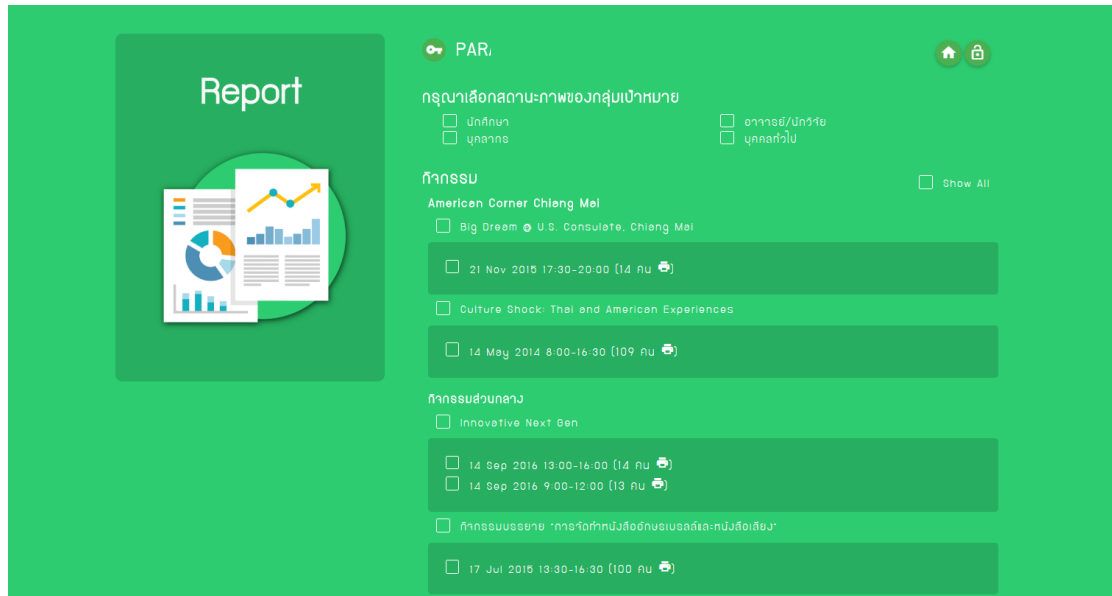 Report
PAR
กรุณาเลือกสถานะภาพของกลุ่มเป้าหมาย
นักศึกษา
อาจารย์/นักวิจัย
บุคลากร
บุคคลทั่วไป
กิจกรรม
Show All
American Corner Chiang Mai
Big Dream @ U.S. Consulate, Chiang Mai
21 Nov 2015 17:30-20:00 (14 คน)
Culture Shock: Thai and American Experiences
14 May 2014 8:00-16:30 (109 คน)
กิจกรรมส่วนกลาง
Innovative Next Gen
14 Sep 2016 13:00-16:00 (14 คน)
14 Sep 2016 9:00-12:00 (13 คน)
กิจกรรมบรรยาย "การจัดทำหนังสืออักษรเบรลล์และหนังสือเสียง"
17 Jul 2015 13:30-16:30 (100 คน)